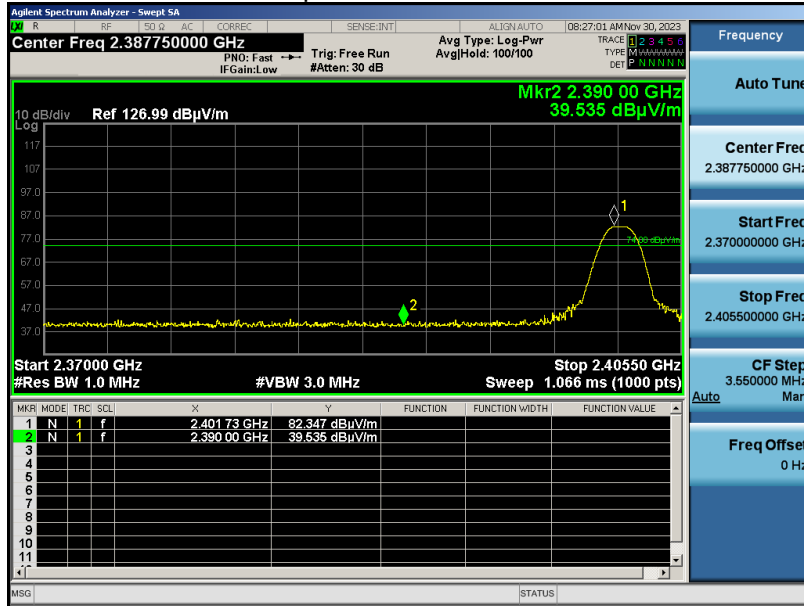 Agilent Spectrum Analyzer - Swept SA
LXI R RF 50 Ω AC CORREC SENSE:INT ALIGN AUTO 08:27:01 AM Nov 30, 2023
Center Freq 2.387750000 GHz
PNO: Fast
IFGain:Low
Trig: Free Run
#Atten: 30 dB
Avg Type: Log-Pwr
Avg|Hold: 100/100
TRACE 1 2 3 4 5 6
TYPE MWWWWW
DET P N N N N N
Mkr2 2.390 00 GHz
39.535 dBµV/m
10 dB/div Ref 126.99 dBµV/m
Log
117
107
97.0
87.0
77.0
67.0
57.0
47.0
37.0
1
74.00 dBµV/m
2
Start 2.37000 GHz Stop 2.40550 GHz
#Res BW 1.0 MHz #VBW 3.0 MHz Sweep 1.066 ms (1000 pts)
MKR MODE TRC SCL X Y FUNCTION FUNCTION WIDTH FUNCTION VALUE
1 N 1 f 2.401 73 GHz 82.347 dBµV/m
2 N 1 f 2.390 00 GHz 39.535 dBµV/m
3
4
5
6
7
8
9
10
11
MSG STATUS
Frequency
Auto Tune
Center Freq
2.387750000 GHz
Start Freq
2.370000000 GHz
Stop Freq
2.405500000 GHz
CF Step
3.550000 MHz
Auto Man
Freq Offset
0 Hz